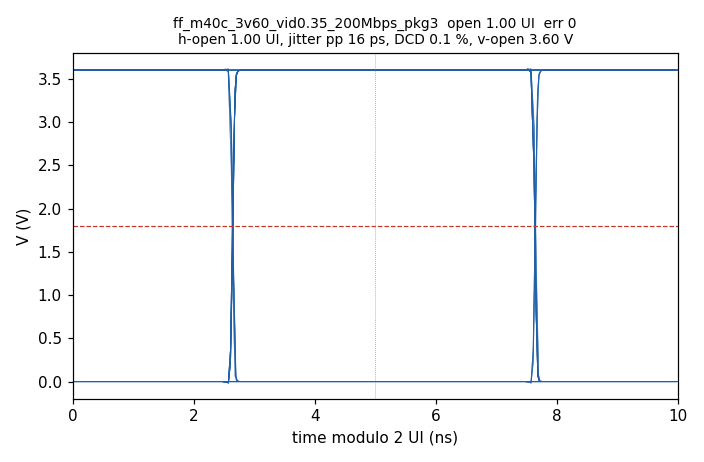 ff_m40c_3v60_vid0.35_200Mbps_pkg3  open 1.00 UI  err 0
h-open 1.00 UI, jitter pp 16 ps, DCD 0.1 %, v-open 3.60 V
3.5
3.0
2.5
2.0
1.5
1.0
0.5
0.0
V (V)
0 2 4 6 8 10
time modulo 2 UI (ns)